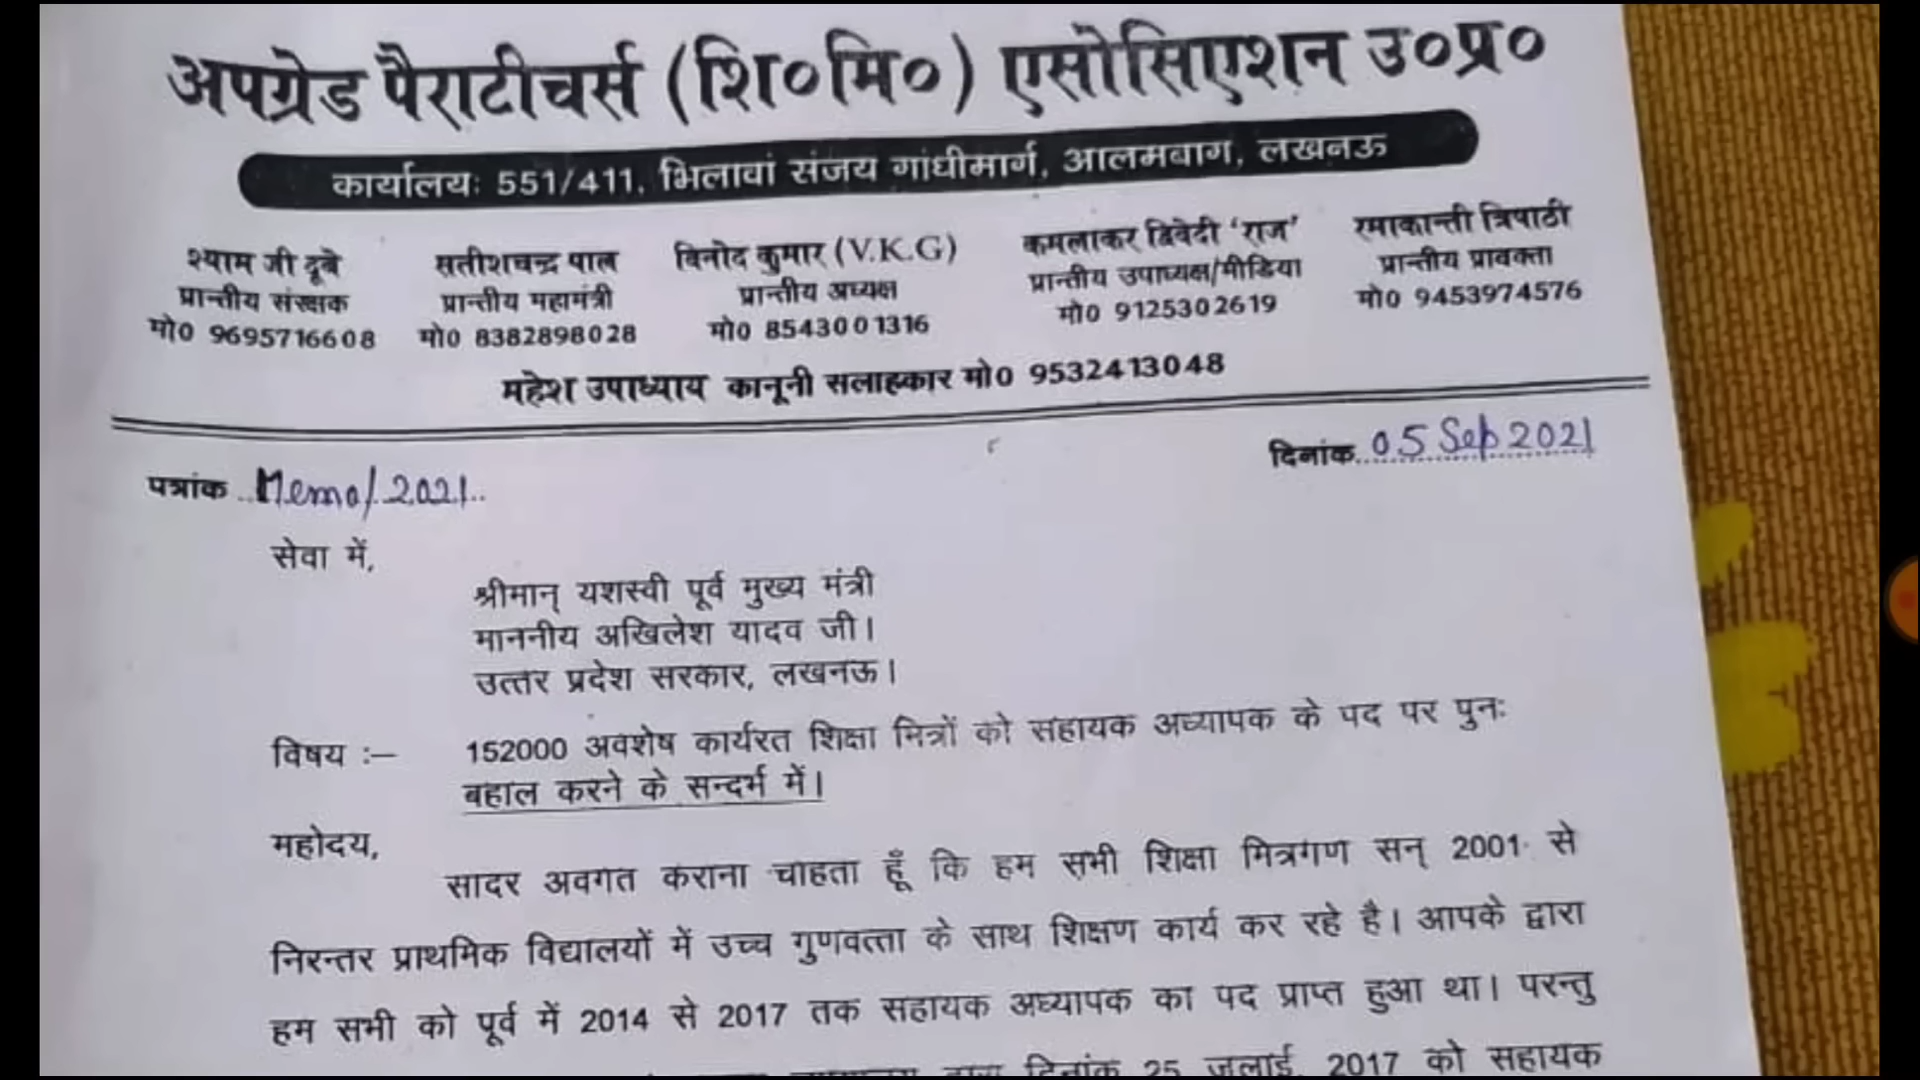 अपग्रेड पैराटीचर्स (शि०मि०) एसोसिएशन उ०प्र०
कार्यालयः 551/411, भिलावां संजय गांधीमार्ग, आलमबाग, लखनऊ
श्याम जी दूबे
प्रान्तीय संरक्षक
मो0 9695716608
सतीशचन्द्र पाल
प्रान्तीय महामंत्री
मो0 8382898028
विनोद कुमार (V.K.G)
प्रान्तीय अध्यक्ष
मो0 8543001316
कमलाकर द्विवेदी 'राज'
प्रान्तीय उपाध्यक्ष/मीडिया
मो0 9125302619
रमाकान्ती त्रिपाठी
प्रान्तीय प्रावक्ता
मो0 9453974576
महेश उपाध्याय कानूनी सलाहकार मो0 9532413048
दिनांक 05 Sep 2021
पत्रांक Memo/2021
सेवा में,
श्रीमान् यशस्वी पूर्व मुख्य मंत्री
माननीय अखिलेश यादव जी।
उत्तर प्रदेश सरकार, लखनऊ।
विषय :– 152000 अवशेष कार्यरत शिक्षा मित्रों को सहायक अध्यापक के पद पर पुनः
बहाल करने के सन्दर्भ में।
महोदय,
सादर अवगत कराना चाहता हूँ कि हम सभी शिक्षा मित्रगण सन् 2001 से
निरन्तर प्राथमिक विद्यालयों में उच्च गुणवत्ता के साथ शिक्षण कार्य कर रहे है। आपके द्वारा
हम सभी को पूर्व में 2014 से 2017 तक सहायक अध्यापक का पद प्राप्त हुआ था। परन्तु
द्वारा दिनांक 25 जुलाई, 2017 को सहायक